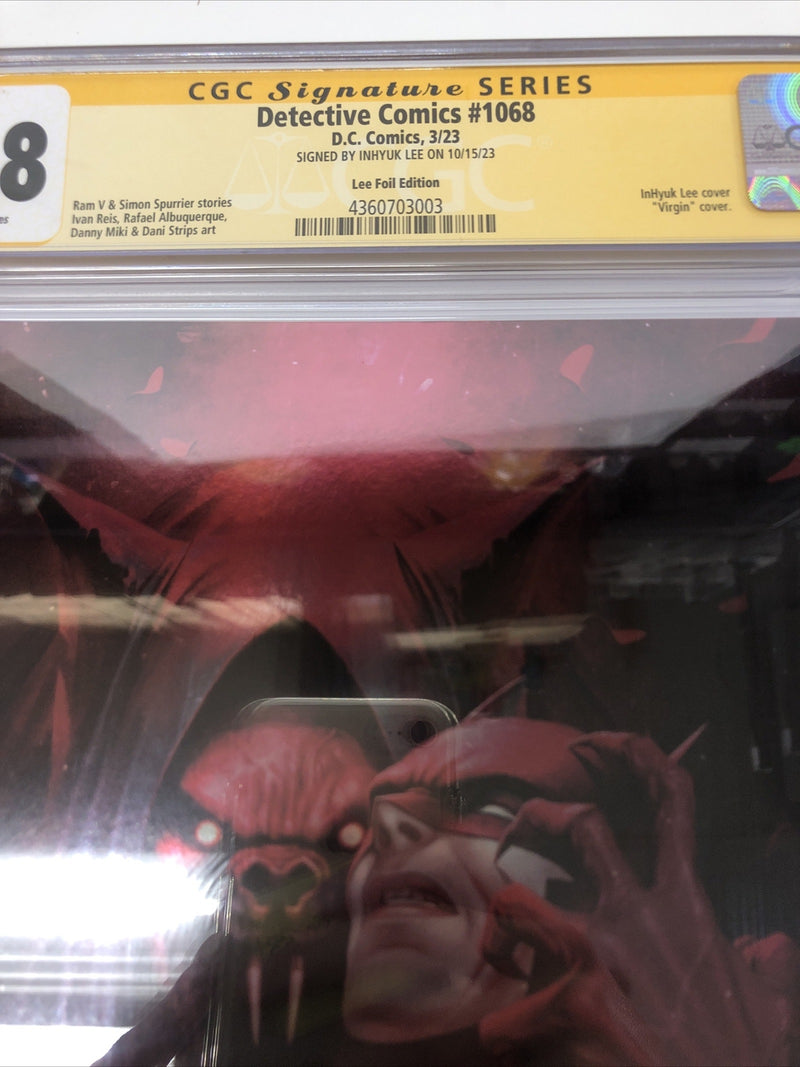 CGC Signature SERIES
Detective Comics #1068
D.C. Comics, 3/23
SIGNED BY INHYUK LEE ON 10/15/23
Lee Foil Edition
4360703003
8
Ram V & Simon Spurrier stories
Ivan Reis, Rafael Albuquerque,
Danny Miki & Dani Strips art
InHyuk Lee cover
"Virgin" cover.
CGC